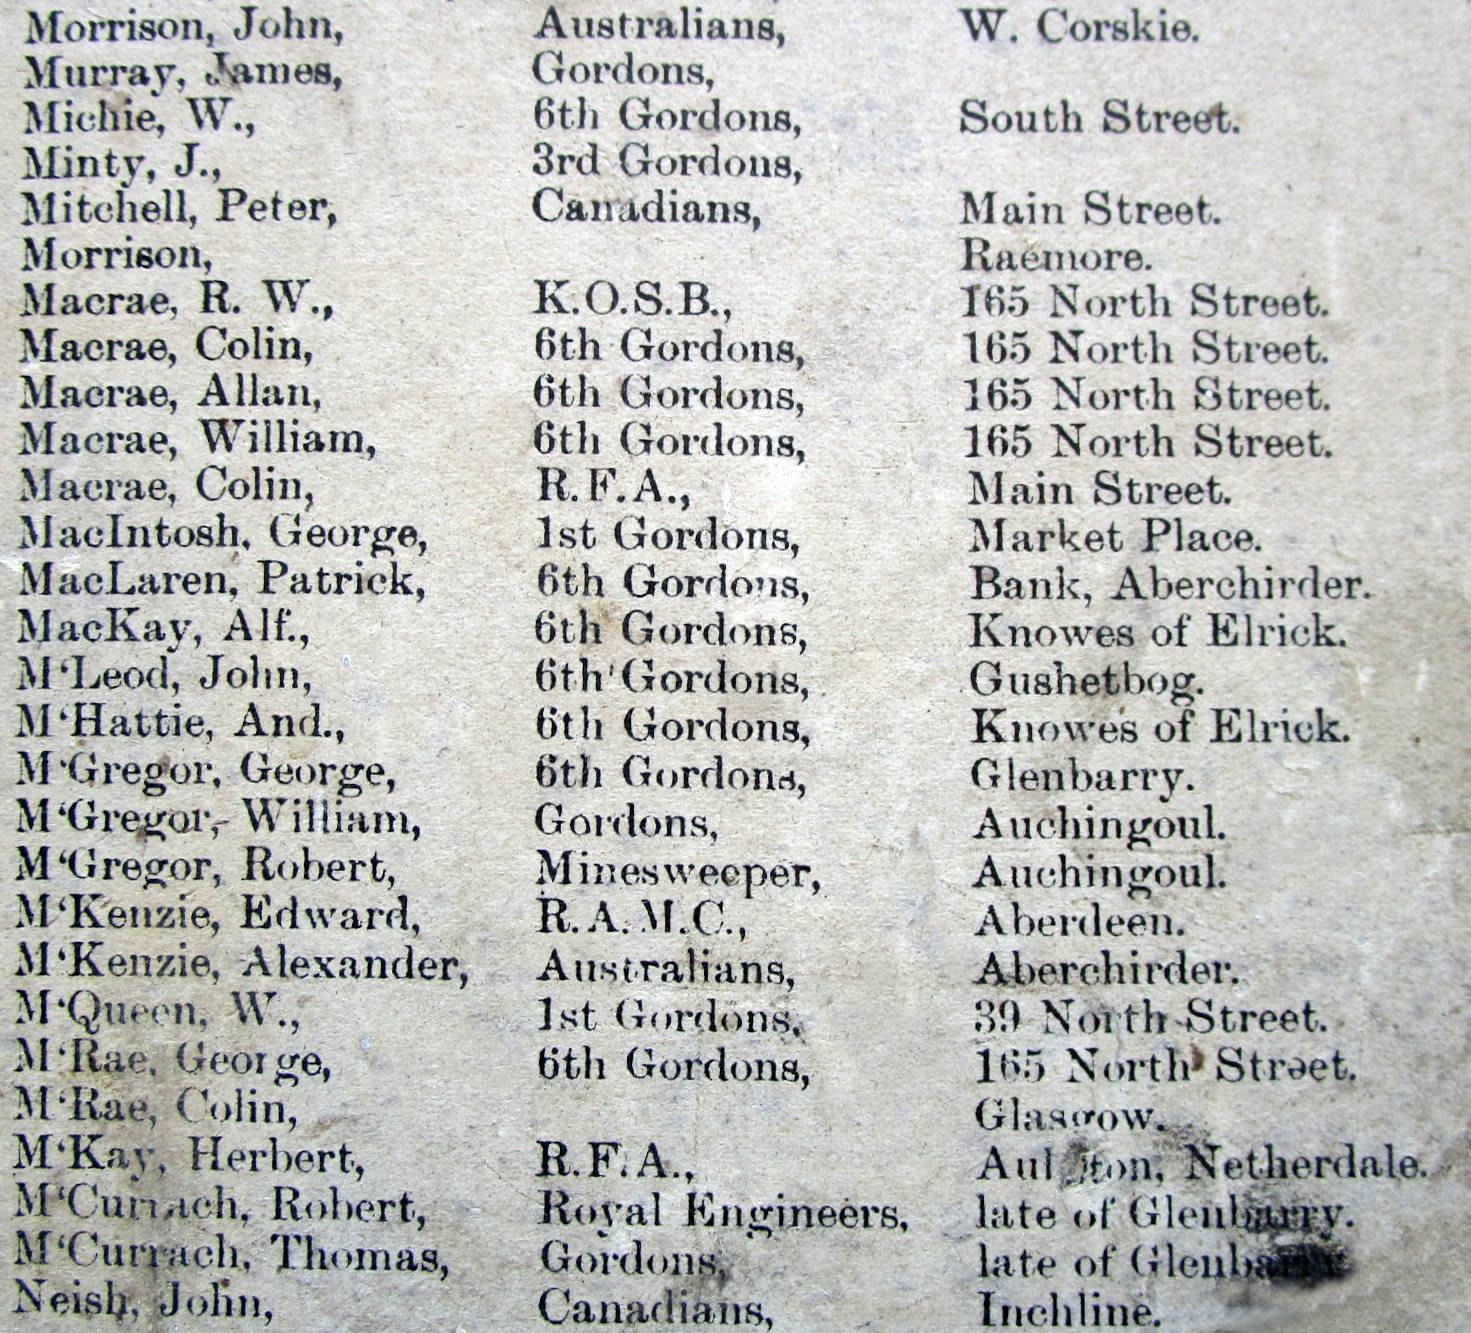 Morrison, John, Australians, W. Corskie.
Murray, James, Gordons,
Michie, W., 6th Gordons, South Street.
Minty, J., 3rd Gordons,
Mitchell, Peter, Canadians, Main Street.
Morrison, Raemore.
Macrae, R. W., K.O.S.B., 165 North Street.
Macrae, Colin, 6th Gordons, 165 North Street.
Macrae, Allan, 6th Gordons, 165 North Street.
Macrae, William, 6th Gordons, 165 North Street.
Macrae, Colin, R.F.A., Main Street.
MacIntosh, George, 1st Gordons, Market Place.
MacLaren, Patrick, 6th Gordons, Bank, Aberchirder.
MacKay, Alf., 6th Gordons, Knowes of Elrick.
M‘Leod, John, 6th Gordons, Gushetbog.
M‘Hattie, And., 6th Gordons, Knowes of Elrick.
M‘Gregor, George, 6th Gordons, Glenbarry.
M‘Gregor, William, Gordons, Auchingoul.
M‘Gregor, Robert, Minesweeper, Auchingoul.
M‘Kenzie, Edward, R.A.M.C., Aberdeen.
M‘Kenzie, Alexander, Australians, Aberchirder.
M‘Queen, W., 1st Gordons, 39 North Street.
M‘Rae, George, 6th Gordons, 165 North Street.
M‘Rae, Colin, Glasgow.
M‘Kay, Herbert, R.F.A., Netherdale.
M‘Currach, Robert, Royal Engineers, late of Glenbarry.
M‘Currach, Thomas, Gordons, late of Glenbarry
Neish, John, Canadians, Inchline.